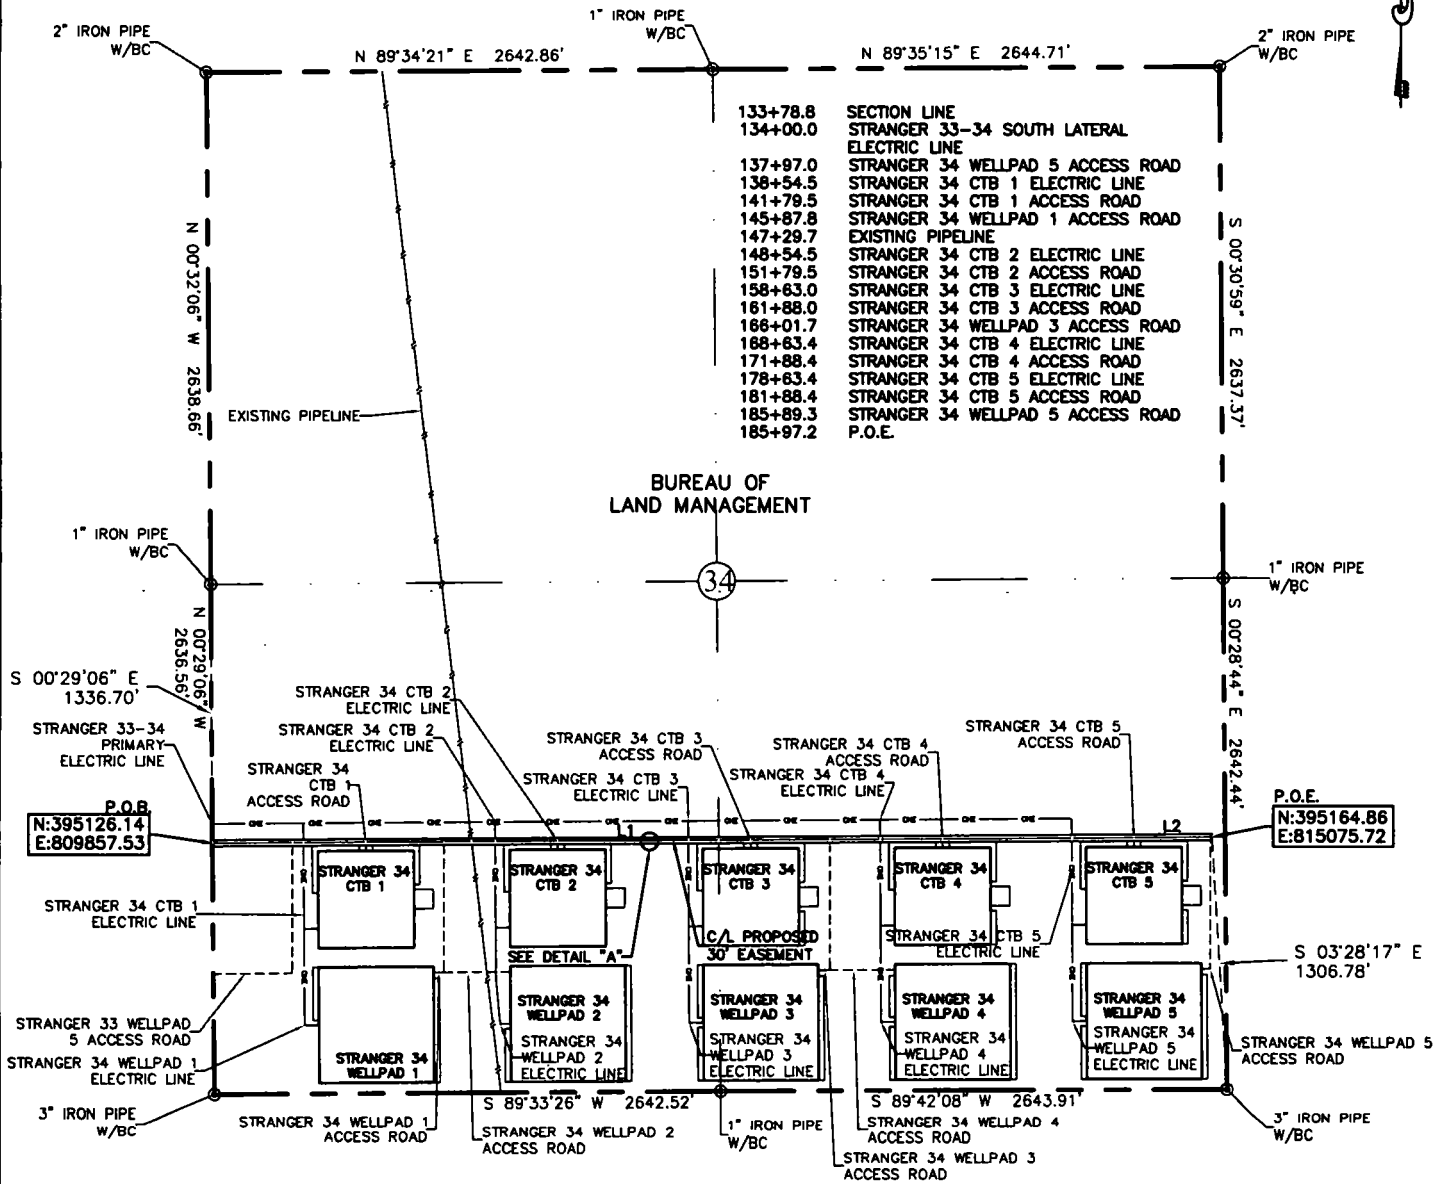 2" IRON PIPE
W/BC
N 89°34'21" E 2642.86'
1" IRON PIPE
W/BC
N 89°35'15" E 2644.71'
2" IRON PIPE
W/BC
133+78.8 SECTION LINE
134+00.0 STRANGER 33-34 SOUTH LATERAL
ELECTRIC LINE
137+97.0 STRANGER 34 WELLPAD 5 ACCESS ROAD
138+54.5 STRANGER 34 CTB 1 ELECTRIC LINE
141+79.5 STRANGER 34 CTB 1 ACCESS ROAD
145+87.8 STRANGER 34 WELLPAD 1 ACCESS ROAD
147+29.7 EXISTING PIPELINE
148+54.5 STRANGER 34 CTB 2 ELECTRIC LINE
151+79.5 STRANGER 34 CTB 2 ACCESS ROAD
158+63.0 STRANGER 34 CTB 3 ELECTRIC LINE
161+88.0 STRANGER 34 CTB 3 ACCESS ROAD
166+01.7 STRANGER 34 WELLPAD 3 ACCESS ROAD
168+63.4 STRANGER 34 CTB 4 ELECTRIC LINE
171+88.4 STRANGER 34 CTB 4 ACCESS ROAD
178+63.4 STRANGER 34 CTB 5 ELECTRIC LINE
181+88.4 STRANGER 34 CTB 5 ACCESS ROAD
185+89.3 STRANGER 34 WELLPAD 5 ACCESS ROAD
185+97.2 P.O.E.
N 00°32'06" W 2638.66'
S 00°30'59" E 2637.37'
EXISTING PIPELINE
BUREAU OF
LAND MANAGEMENT
34
1" IRON PIPE
W/BC
1" IRON PIPE
W/BC
N 00°29'06" W
2636.56'
S 00°28'44" E 2642.44'
S 00°29'06" E
1336.70'
STRANGER 33-34
PRIMARY
ELECTRIC LINE
STRANGER 34 CTB 2
ELECTRIC LINE
STRANGER 34 CTB 2
ELECTRIC LINE
STRANGER 34
CTB 1
ACCESS ROAD
STRANGER 34 CTB 3
ACCESS ROAD
STRANGER 34 CTB 3
ELECTRIC LINE
STRANGER 34 CTB 4
ACCESS ROAD
STRANGER 34 CTB 4
ELECTRIC LINE
STRANGER 34 CTB 5
ACCESS ROAD
P.O.B.
N:395126.14
E:809857.53
OHE OHE OHE OHE OHE OHE OHE OHE OHE
L1
L2
P.O.E.
N:395164.86
E:815075.72
STRANGER 34
CTB 1
STRANGER 34
CTB 2
STRANGER 34
CTB 3
STRANGER 34
CTB 4
STRANGER 34
CTB 5
STRANGER 34 CTB 1
ELECTRIC LINE
SEE DETAIL "A"
C/L PROPOSED
30' EASEMENT
STRANGER 34 CTB 5
ELECTRIC LINE
S 03°28'17" E
1306.78'
STRANGER 33 WELLPAD
5 ACCESS ROAD
STRANGER 34 WELLPAD 1
ELECTRIC LINE
STRANGER 34
WELLPAD 1
STRANGER 34
WELLPAD 2
STRANGER 34
WELLPAD 2
ELECTRIC LINE
STRANGER 34
WELLPAD 3
STRANGER 34
WELLPAD 3
ELECTRIC LINE
STRANGER 34
WELLPAD 4
STRANGER 34
WELLPAD 4
ELECTRIC LINE
STRANGER 34
WELLPAD 5
STRANGER 34
WELLPAD 5
ELECTRIC LINE
STRANGER 34 WELLPAD 5
ACCESS ROAD
S 89°33'26" W 2642.52'
S 89°42'08" W 2643.91'
3" IRON PIPE
W/BC
STRANGER 34 WELLPAD 1
ACCESS ROAD
STRANGER 34 WELLPAD 2
ACCESS ROAD
1" IRON PIPE
W/BC
STRANGER 34 WELLPAD 4
ACCESS ROAD
STRANGER 34 WELLPAD 3
ACCESS ROAD
3" IRON PIPE
W/BC